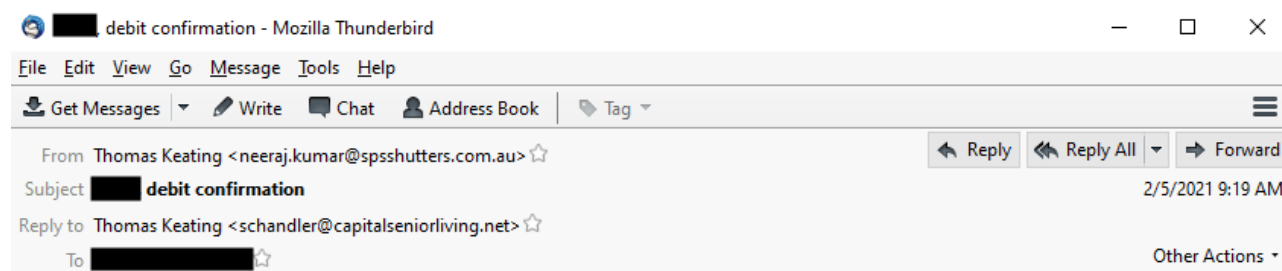 , debit confirmation - Mozilla Thunderbird
File Edit View Go Message Tools Help
Get Messages Write Chat Address Book Tag
From Thomas Keating <neeraj.kumar@spsshutters.com.au> Reply Reply All Forward
Subject debit confirmation 2/5/2021 9:19 AM
Reply to Thomas Keating <schandler@capitalseniorliving.net>
To Other Actions